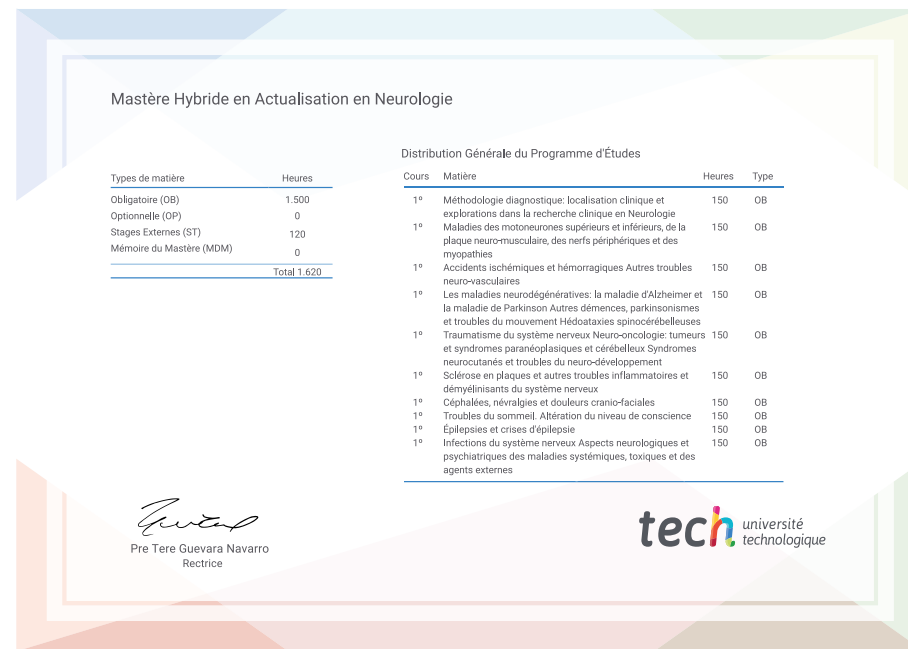 Mastère Hybride en Actualisation en Neurologie
Types de matière Heures
Obligatoire (OB) 1.500
Optionnelle (OP) 0
Stages Externes (ST) 120
Mémoire du Mastère (MDM) 0
Total 1.620
Distribution Générale du Programme d'Études
Cours Matière Heures Type
1º Méthodologie diagnostique: localisation clinique et 150 OB
explorations dans la recherche clinique en Neurologie
1º Maladies des motoneurones supérieurs et inférieurs, de la 150 OB
plaque neuro-musculaire, des nerfs périphériques et des
myopathies
1º Accidents ischémiques et hémorragiques Autres troubles 150 OB
neuro-vasculaires
1º Les maladies neurodégénératives: la maladie d'Alzheimer et 150 OB
la maladie de Parkinson Autres démences, parkinsonismes
et troubles du mouvement Hédoataxies spinocérébelleuses
1º Traumatisme du système nerveux Neuro-oncologie: tumeurs 150 OB
et syndromes paranéoplasiques et cérébelleux Syndromes
neurocutanés et troubles du neuro-développement
1º Sclérose en plaques et autres troubles inflammatoires et 150 OB
démyélinisants du système nerveux
1º Céphalées, névralgies et douleurs cranio-faciales 150 OB
1º Troubles du sommeil. Altération du niveau de conscience 150 OB
1º Épilepsies et crises d'épilepsie 150 OB
1º Infections du système nerveux Aspects neurologiques et 150 OB
psychiatriques des maladies systémiques, toxiques et des
agents externes
Pre Tere Guevara Navarro
Rectrice
tech université
technologique